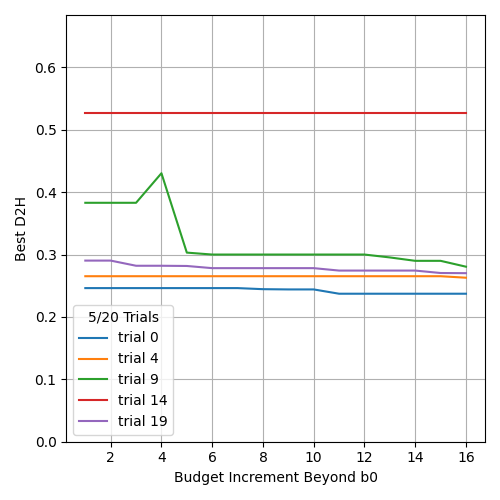 0.6
0.5
0.4
0.3
0.2
0.1
0.0
Best D2H
5/20 Trials
trial 0
trial 4
trial 9
trial 14
trial 19
2 4 6 8 10 12 14 16
Budget Increment Beyond b0